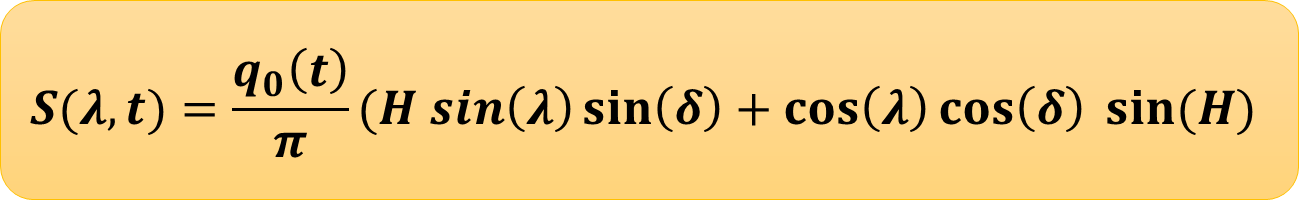 S(λ, t) = q₀(t)/π (H sin(λ) sin(δ) + cos(λ) cos(δ) sin(H)